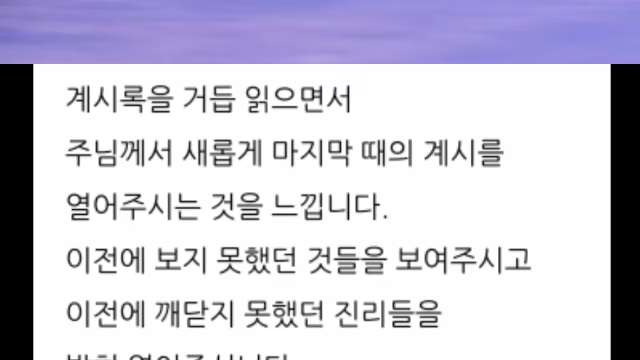 계시록을 거듭 읽으면서
주님께서 새롭게 마지막 때의 계시를
열어주시는 것을 느낍니다.
이전에 보지 못했던 것들을 보여주시고
이전에 깨닫지 못했던 진리들을